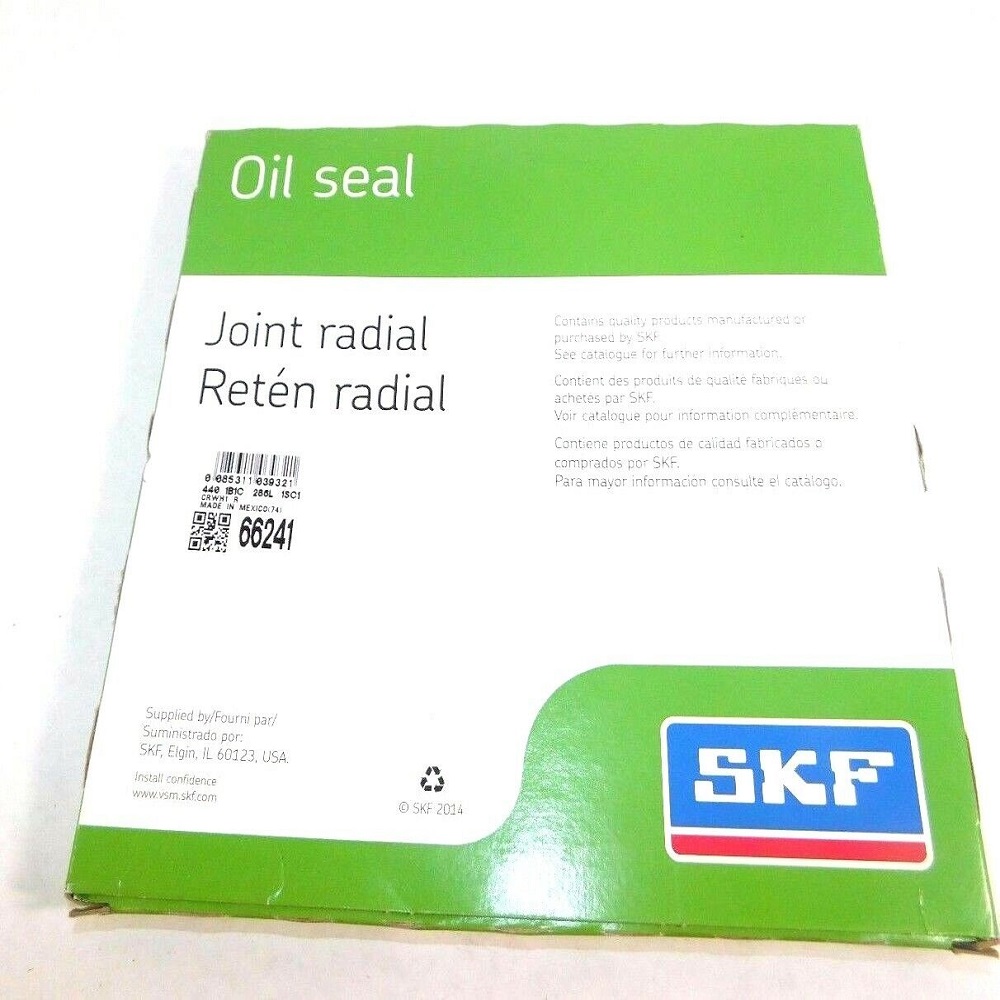 Oil seal
Joint radial
Retén radial
Contains quality products manufactured or
purchased by SKF
See catalogue for further information.
Contient des produits de qualité fabriqués ou
achetés par SKF.
Voir catalogue pour information complémentaire.
Contiene productos de calidad fabricados o
comprados por SKF.
Para mayor información consulte el catálogo.
0 085311 039321
440 1B1C 286L 1SC1
CRWH1 R
MADE IN MEXICO(74)
66241
Supplied by/Fourni par/
Suministrado por:
SKF, Elgin, IL 60123, USA.
Install confidence
www.vsm.skf.com
© SKF 2014
SKF